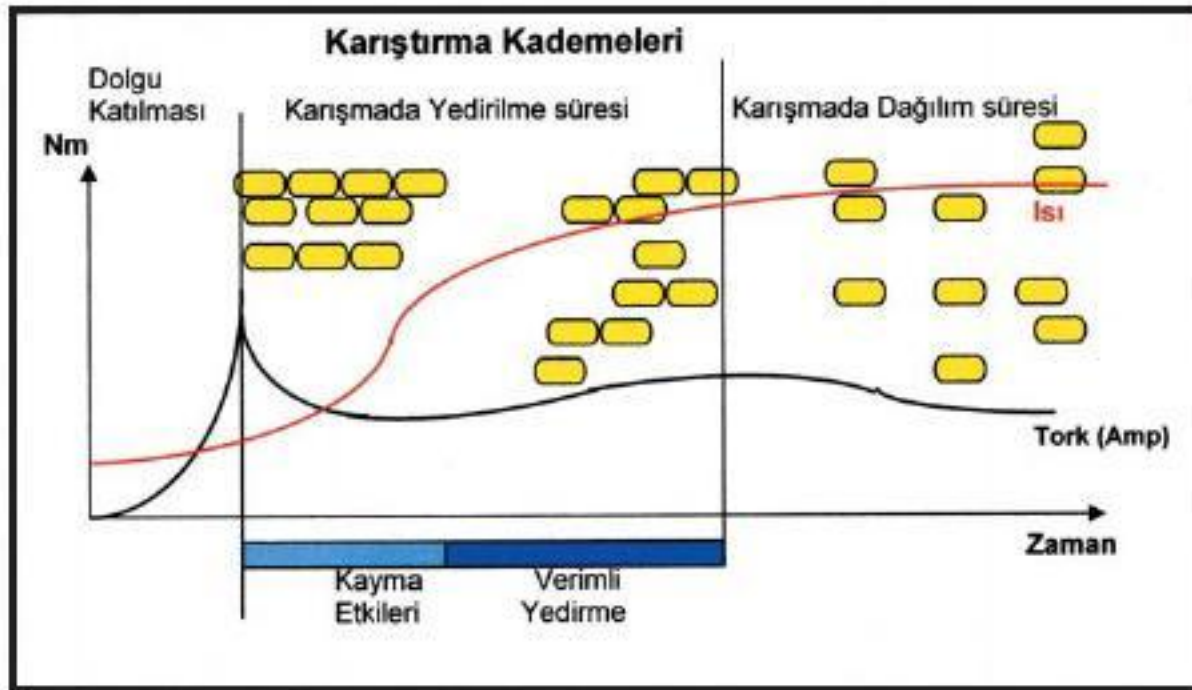 Karıştırma Kademeleri
Dolgu
Katılması
Karışmada Yedirilme süresi
Karışmada Dağılım süresi
Nm
Isı
Tork (Amp)
Zaman
Kayma
Etkileri
Verimli
Yedirme